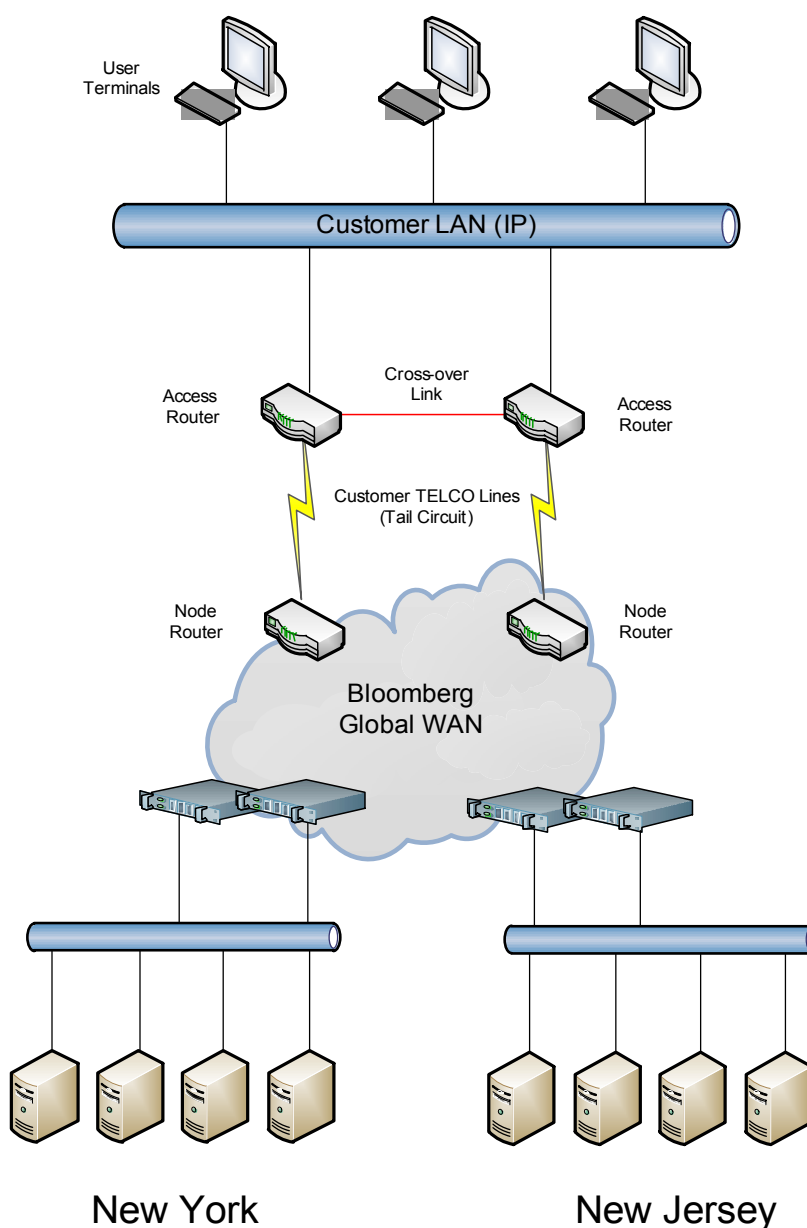 User
Terminals
Customer LAN (IP)
Cross-over
Link
Access
Router
Access
Router
Customer TELCO Lines
(Tail Circuit)
Node
Router
Node
Router
Bloomberg
Global WAN
New York
New Jersey